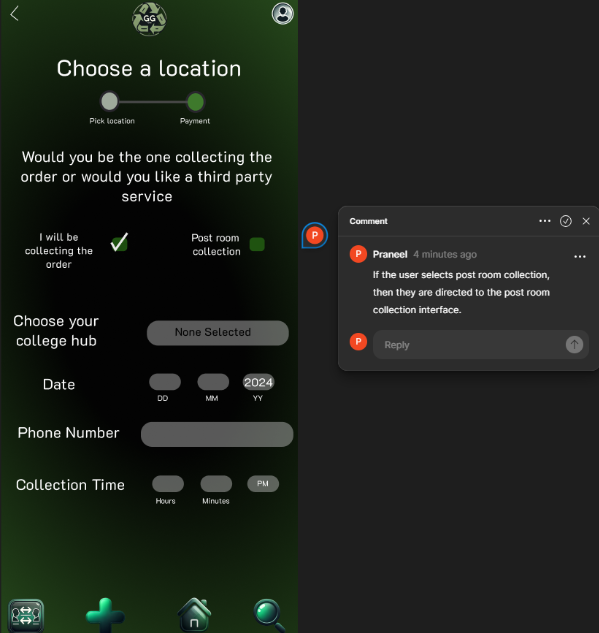 GG
Choose a location
Pick location
Payment
Would you be the one collecting the
order or would you like a third party
service
I will be
collecting the
order
Post room
collection
Choose your
college hub
None Selected
Date
2024
DD
MM
YY
Phone Number
Collection Time
PM
Hours
Minutes
P
Comment
P
Praneel 4 minutes ago
If the user selects post room collection,
then they are directed to the post room
collection interface.
P
Reply